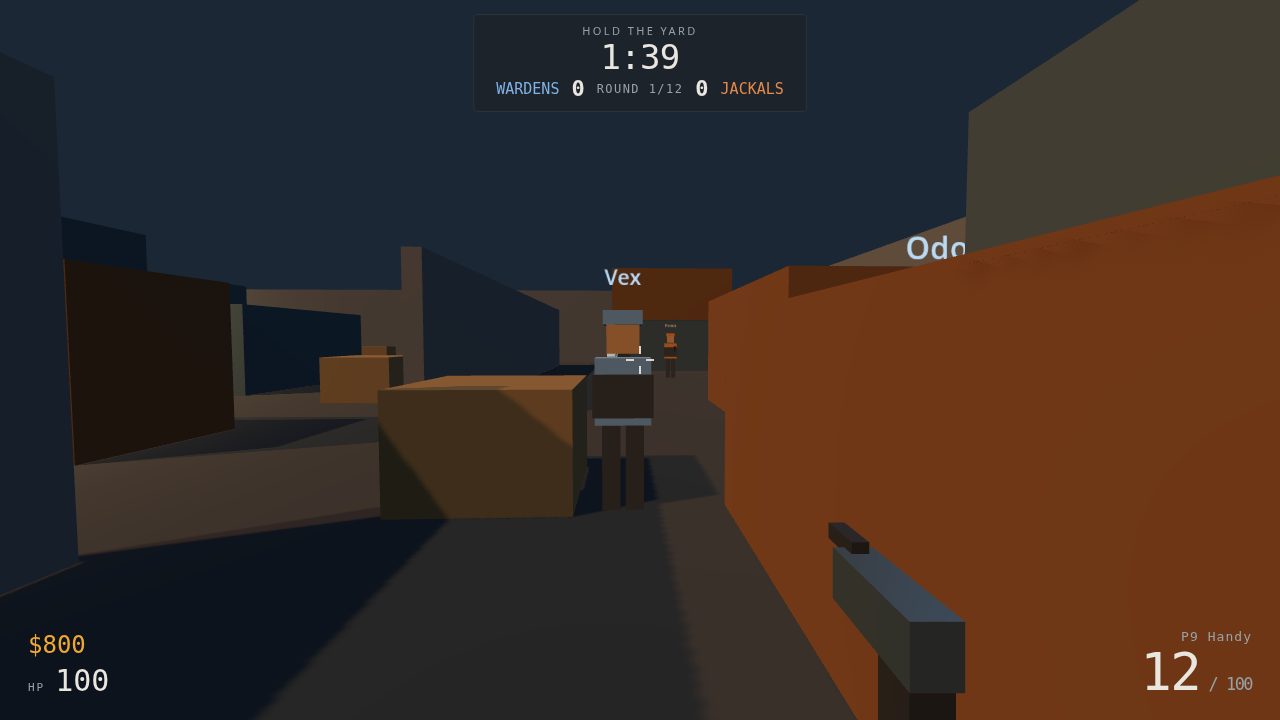 HOLD THE YARD
1:39
WARDENS 0 ROUND 1/12 0 JACKALS
Odo
Vex
$800
HP 100
P9 Handy
12 / 100